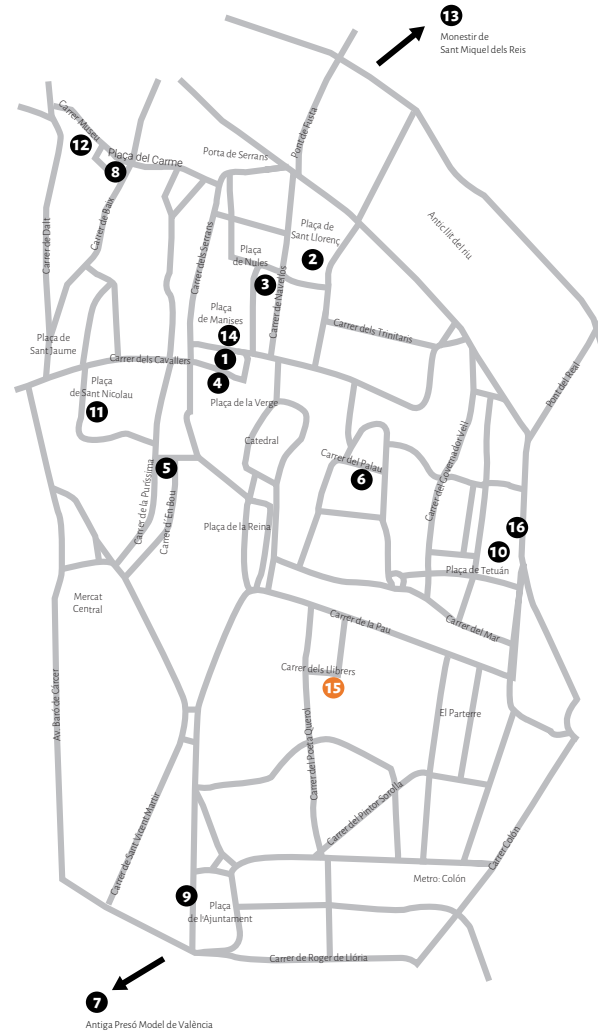 13
Monestir de
Sant Miquel dels Reis
Carrer Museu
12
Plaça del Carme
8
Porta de Serrans
Pont de Fusta
Carrer de Dalt
Carrer de Baix
Carrer dels Serrans
Plaça de
Sant Llorenç
2
Antic llit del riu
Plaça
de Nules
3
Carrer de Navellos
Plaça
de Manises
14
Carrer dels Trinitaris
Plaça de
Sant Jaume
Carrer dels Cavallers
1
4
Pont del Real
Plaça
de Sant Nicolau
11
Plaça de la Verge
Catedral
Carrer del Governador Vell
5
Carrer del Palau
6
Carrer de la Puríssima
Carrer d´En Bou
Plaça de la Reina
16
10
Plaça de Tetuán
Mercat
Central
Carrer de la Pau
Carrer del Mar
Carrer dels Llibrers
15
Av. Baró de Cárcer
El Parterre
Carrer del Poeta Querol
Carrer del Pintor Sorolla
Carrer de Sant Vicent Martir
Carrer Colón
Metro: Colón
9
Plaça
de l'Ajuntament
Carrer de Roger de Llória
7
Antiga Presó Model de València